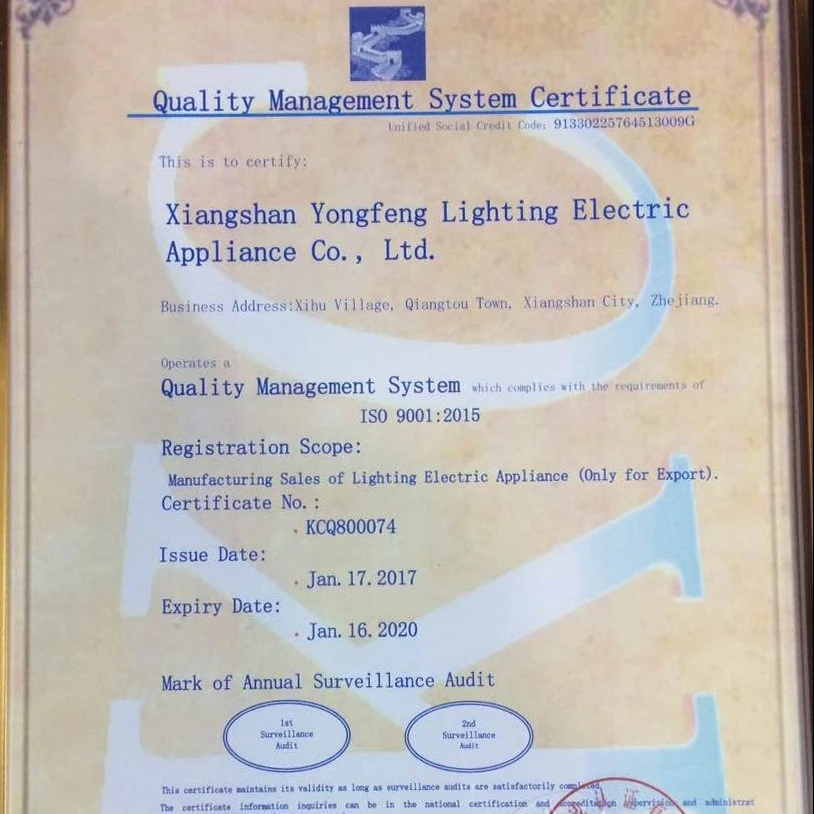 Quality Management System Certificate
Unified Social Credit Code: 91330225764513009G
This is to certify:
Xiangshan Yongfeng Lighting Electric
Appliance Co., Ltd.
Business Address:Xihu Village, Qiangtou Town, Xiangshan City, Zhejiang.
Operates a
Quality Management System which complies with the requirements of
ISO 9001:2015
Registration Scope:
Manufacturing Sales of Lighting Electric Appliance (Only for Export).
Certificate No.:
KCQ800074
Issue Date:
Jan. 17. 2017
Expiry Date:
Jan. 16. 2020
Mark of Annual Surveillance Audit
1st
Surveillance
Audit
2nd
Surveillance
Audit
This certificate maintains its validity as long as surveillance audits are satisfactorily completed.
The certificate information inquiries can be in the national certification and accreditation supervision and administrat